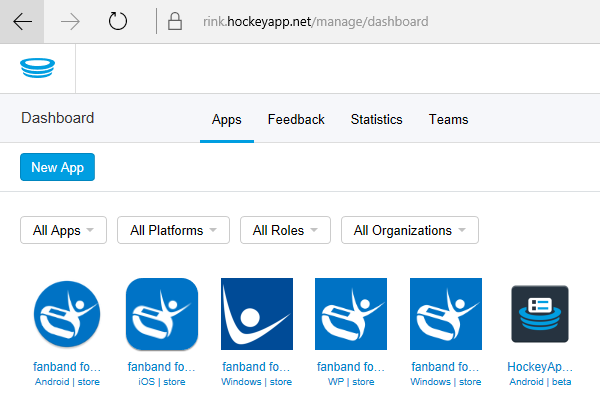 rink.hockeyapp.net/manage/dashboard
Dashboard Apps Feedback Statistics Teams
New App
All Apps All Platforms All Roles All Organizations
fanband fo... fanband fo... fanband fo... fanband fo... fanband fo... HockeyAp...
Android | store iOS | store Windows | store WP | store Windows | store Android | beta